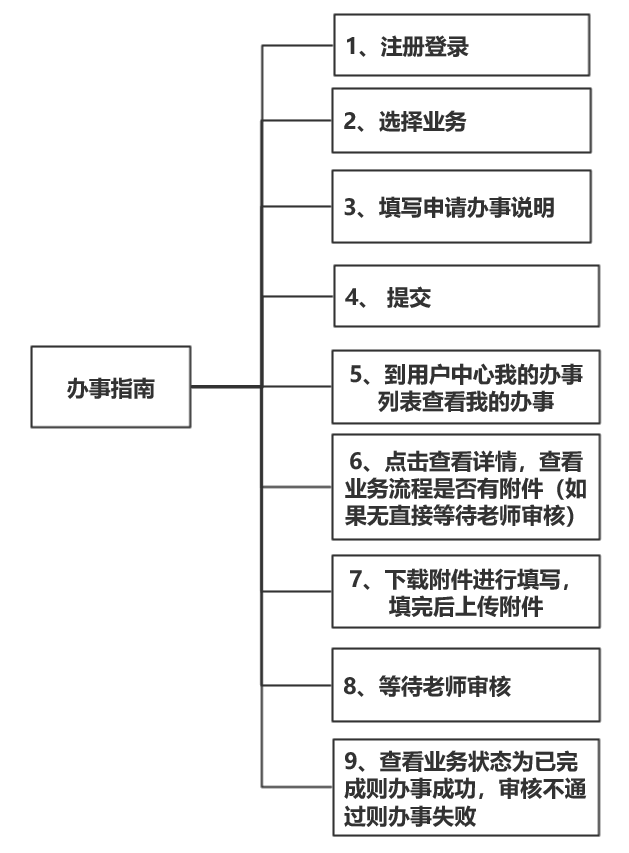 1、注册登录
2、选择业务
3、填写申请办事说明
4、 提交
办事指南
5、到用户中心我的办事
列表查看我的办事
6、点击查看详情，查看
业务流程是否有附件（如
果无直接等待老师审核）
7、下载附件进行填写，
填完后上传附件
8、等待老师审核
9、查看业务状态为已完
成则办事成功，审核不通
过则办事失败